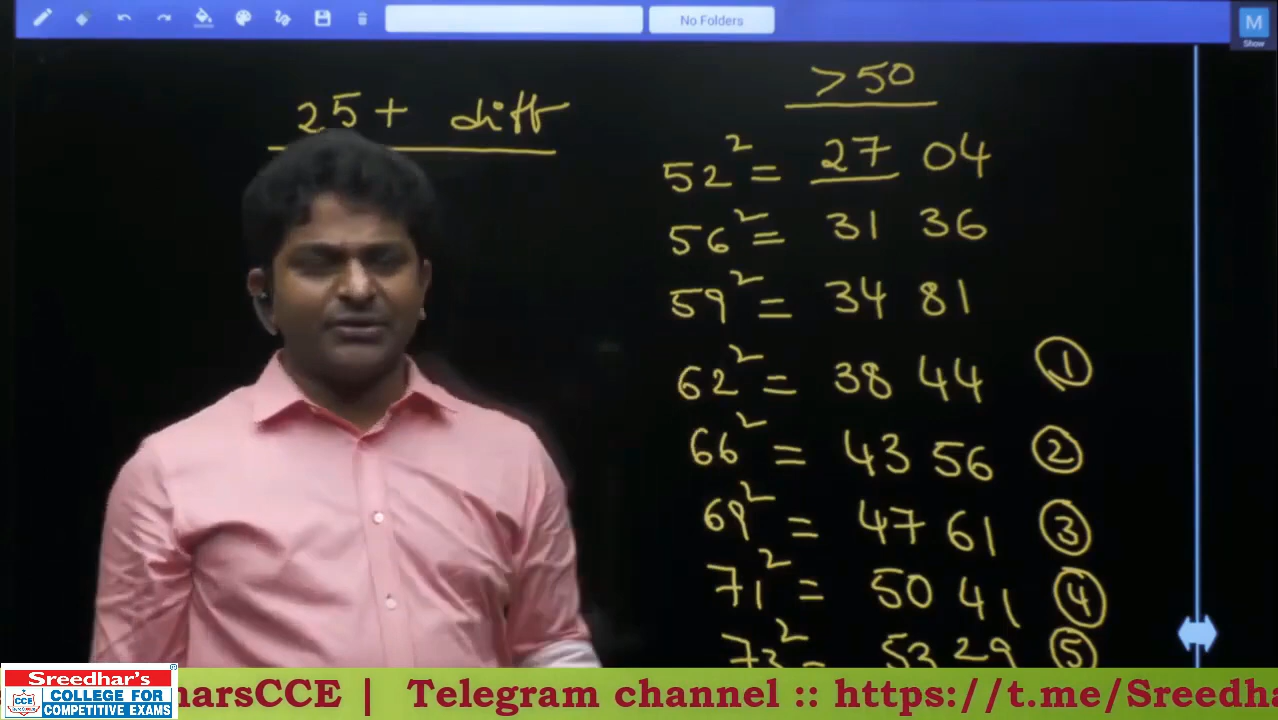 No Folders
M
Show
25+ diff
>50
52² = 27 04
56² = 31 36
59² = 34 81
62² = 38 44 ①
66² = 43 56 ②
69² = 47 61 ③
71² = 50 41 ④
73² = 53 29 ⑤
Sreedhar's
CCE
COLLEGE FOR
COMPETITIVE EXAMS
harsCCE | Telegram channel :: https://t.me/Sreedha